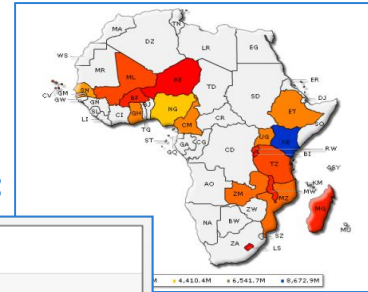 TN
MA
DZ
LR
EG
WS
MR
ML
NE
TD
SD
ER
CV
SN
GM
GW
GN
BF
DJ
SL
CI
GH
BJ
NG
ET
SO
LI
TG
CM
CR
ST
GQ
GA
CG
CD
UG
KE
RW
BI
TZ
GSY
AO
ZM
MW
KM
MZ
ZW
NA
BW
MG
MU
SZ
ZA
LS
M 4,410.4M 6,541.7M 8,672.9M